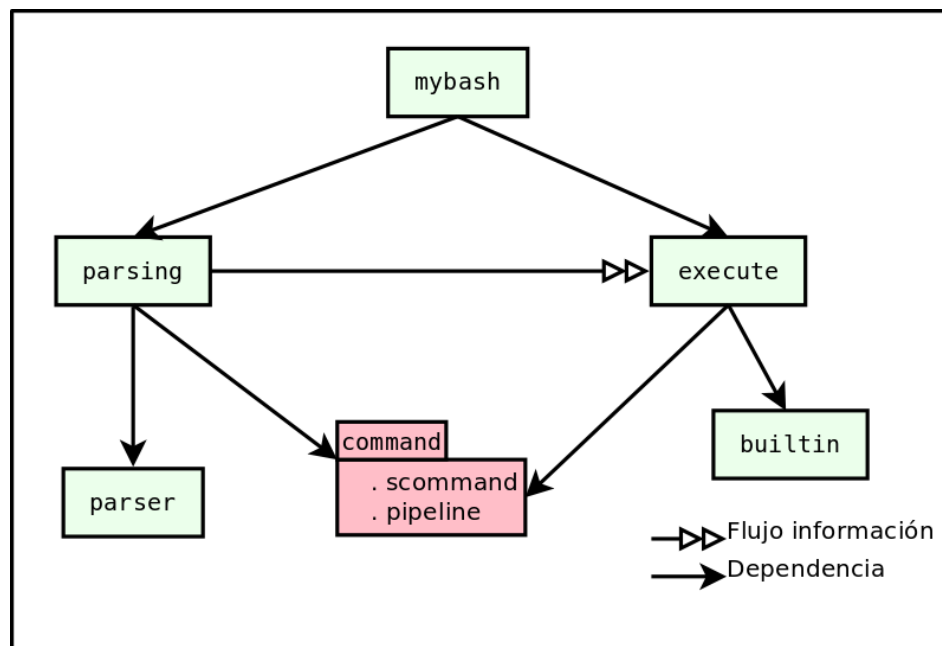 mybash
parsing
execute
command
. scommand
. pipeline
builtin
parser
Flujo información
Dependencia